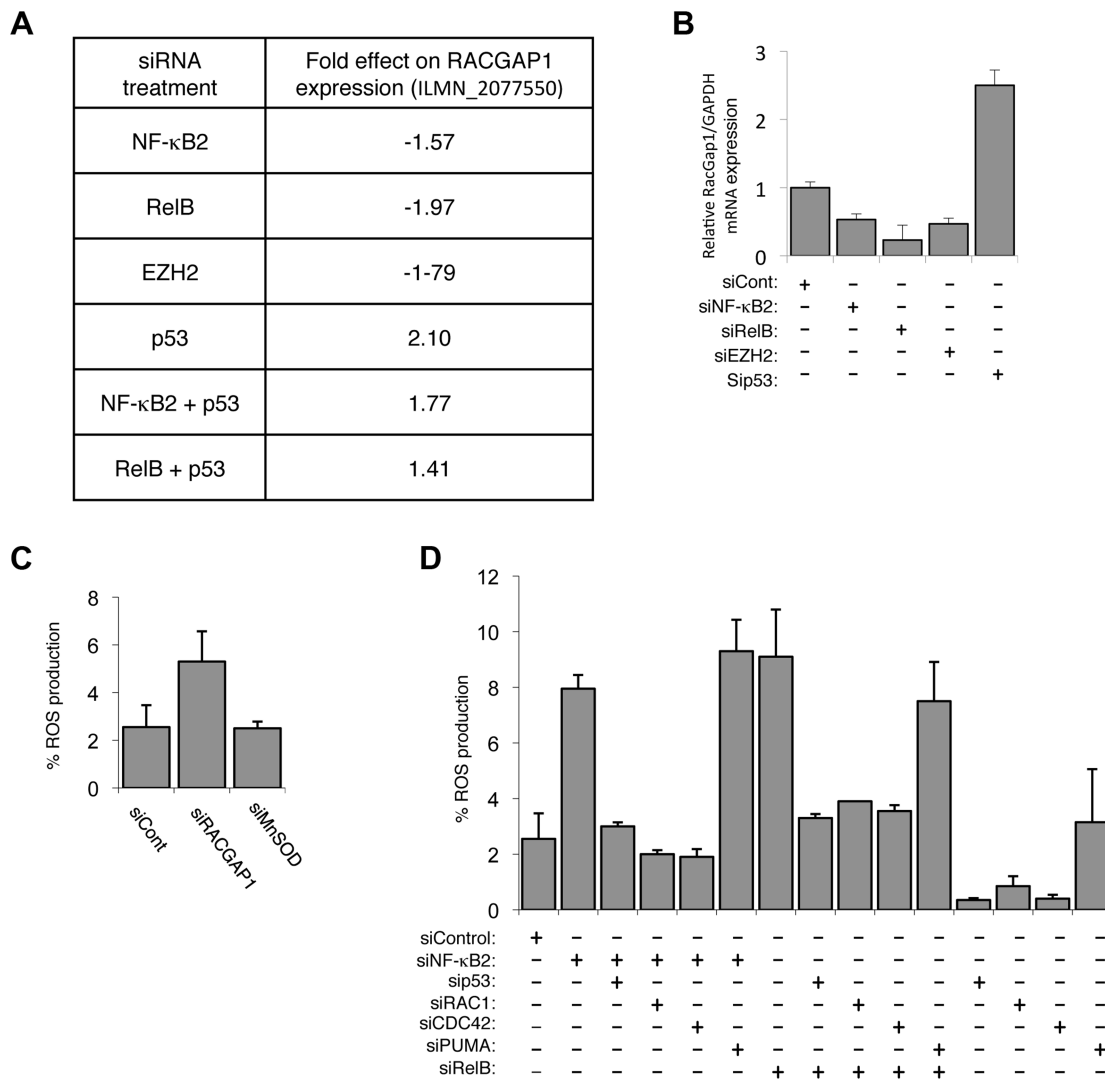 A
siRNA treatment
Fold effect on RACGAP1 expression (ILMN_2077550)
NF-κB2 -1.57
RelB -1.97
EZH2 -1-79
p53 2.10
NF-κB2 + p53 1.77
RelB + p53 1.41
B
Relative RacGap1/GAPDH
mRNA expression
3
2
1
0
siCont: + – – – –
siNF-κB2: – + – – –
siRelB: – – + – –
siEZH2: – – – + –
Sip53: – – – – +
C
% ROS production
8
6
4
2
0
siCont
siRACGAP1
siMnSOD
D
% ROS production
12
10
8
6
4
2
0
siControl: + – – – – – – – – – – – – – –
siNF-κB2: – + + + + + – – – – – – – – –
sip53: – – + – – – – + – – – + – – –
siRAC1: – – – + – – – – + – – – + – –
siCDC42: – – – – + – – – – + – – – + –
siPUMA: – – – – – + – – – – + – – – +
siRelB: – – – – – – + + + + + – – – –